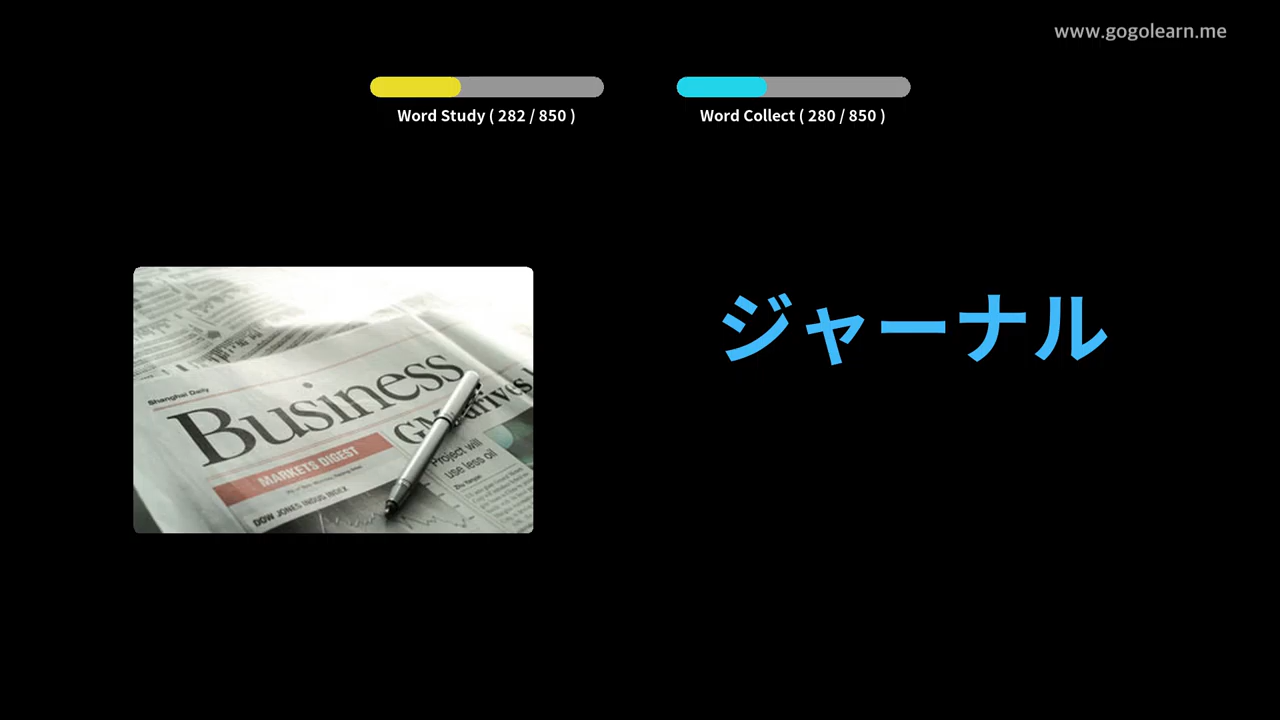 www.gogolearn.me
Word Study ( 282 / 850 )
Word Collect ( 280 / 850 )
ジャーナル
Shanghai Daily
Business
MARKETS DIGEST
DOW JONES INDUS INDEX
GM
drives
Project will
use less oil